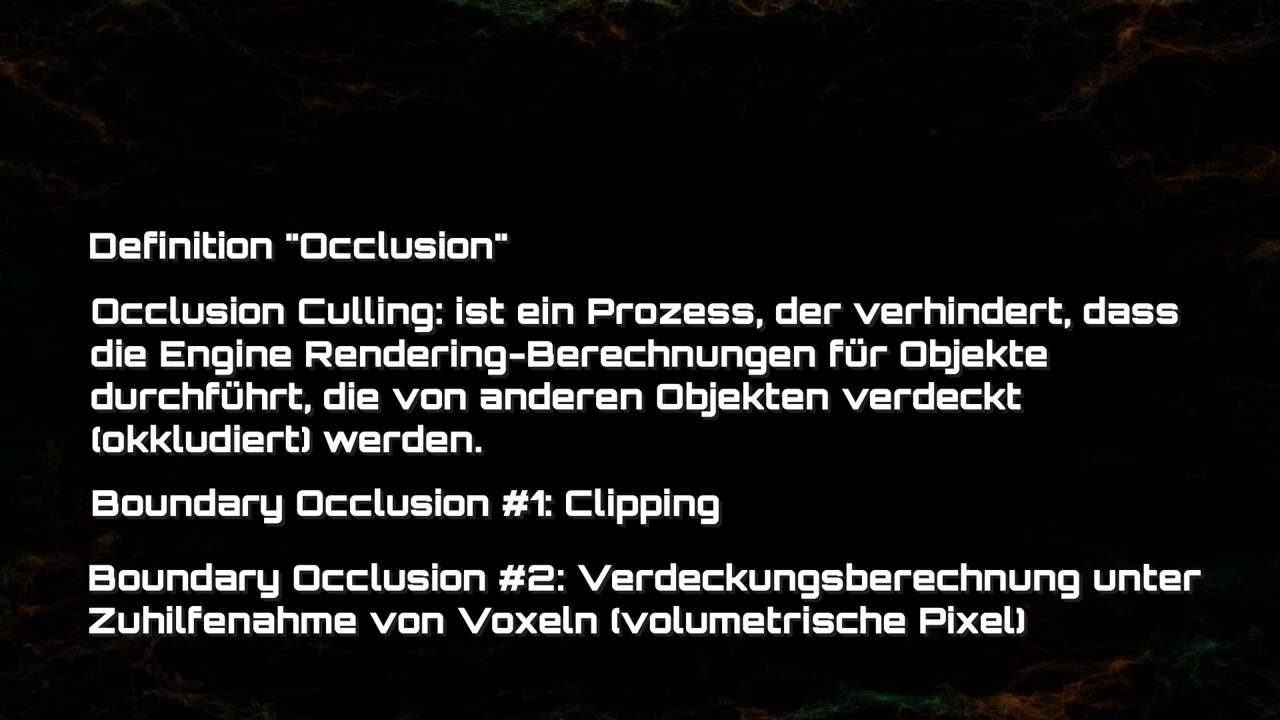 Definition "Occlusion"
Occlusion Culling: ist ein Prozess, der verhindert, dass
die Engine Rendering-Berechnungen für Objekte
durchführt, die von anderen Objekten verdeckt
(okkludiert) werden.
Boundary Occlusion #1: Clipping
Boundary Occlusion #2: Verdeckungsberechnung unter
Zuhilfenahme von Voxeln (volumetrische Pixel)